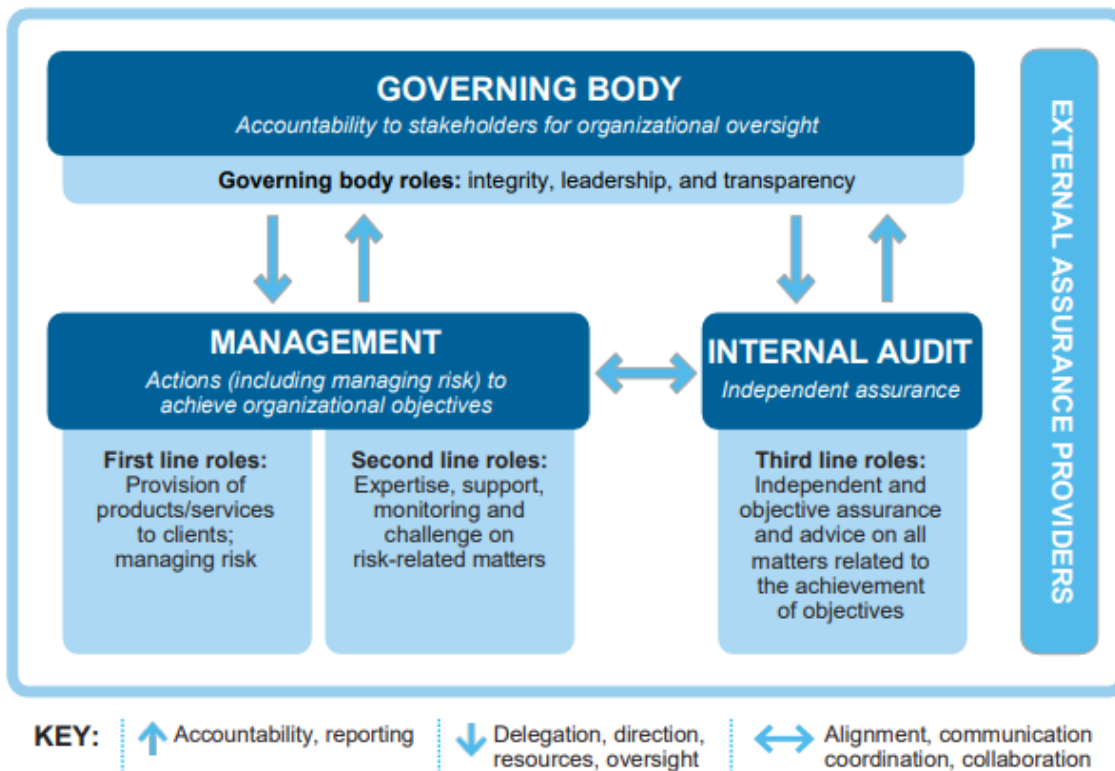 GOVERNING BODY
Accountability to stakeholders for organizational oversight
Governing body roles: integrity, leadership, and transparency
MANAGEMENT
Actions (including managing risk) to
achieve organizational objectives
First line roles:
Provision of
products/services
to clients;
managing risk
Second line roles:
Expertise, support,
monitoring and
challenge on
risk-related matters
INTERNAL AUDIT
Independent assurance
Third line roles:
Independent and
objective assurance
and advice on all
matters related to
the achievement
of objectives
EXTERNAL ASSURANCE PROVIDERS
KEY:
Accountability, reporting
Delegation, direction,
resources, oversight
Alignment, communication
coordination, collaboration